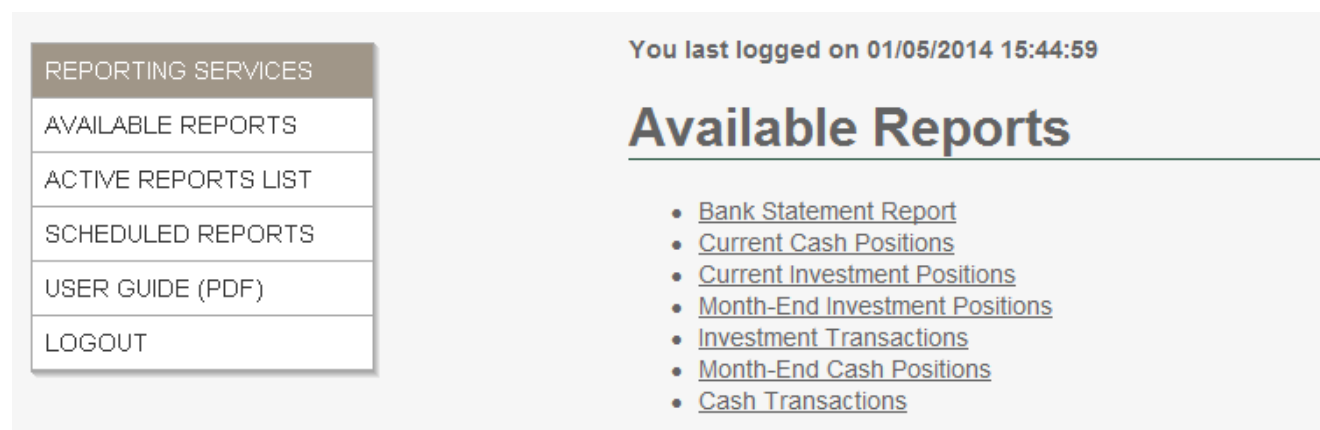 REPORTING SERVICES
AVAILABLE REPORTS
ACTIVE REPORTS LIST
SCHEDULED REPORTS
USER GUIDE (PDF)
LOGOUT
You last logged on 01/05/2014 15:44:59
Available Reports
• Bank Statement Report
• Current Cash Positions
• Current Investment Positions
• Month-End Investment Positions
• Investment Transactions
• Month-End Cash Positions
• Cash Transactions